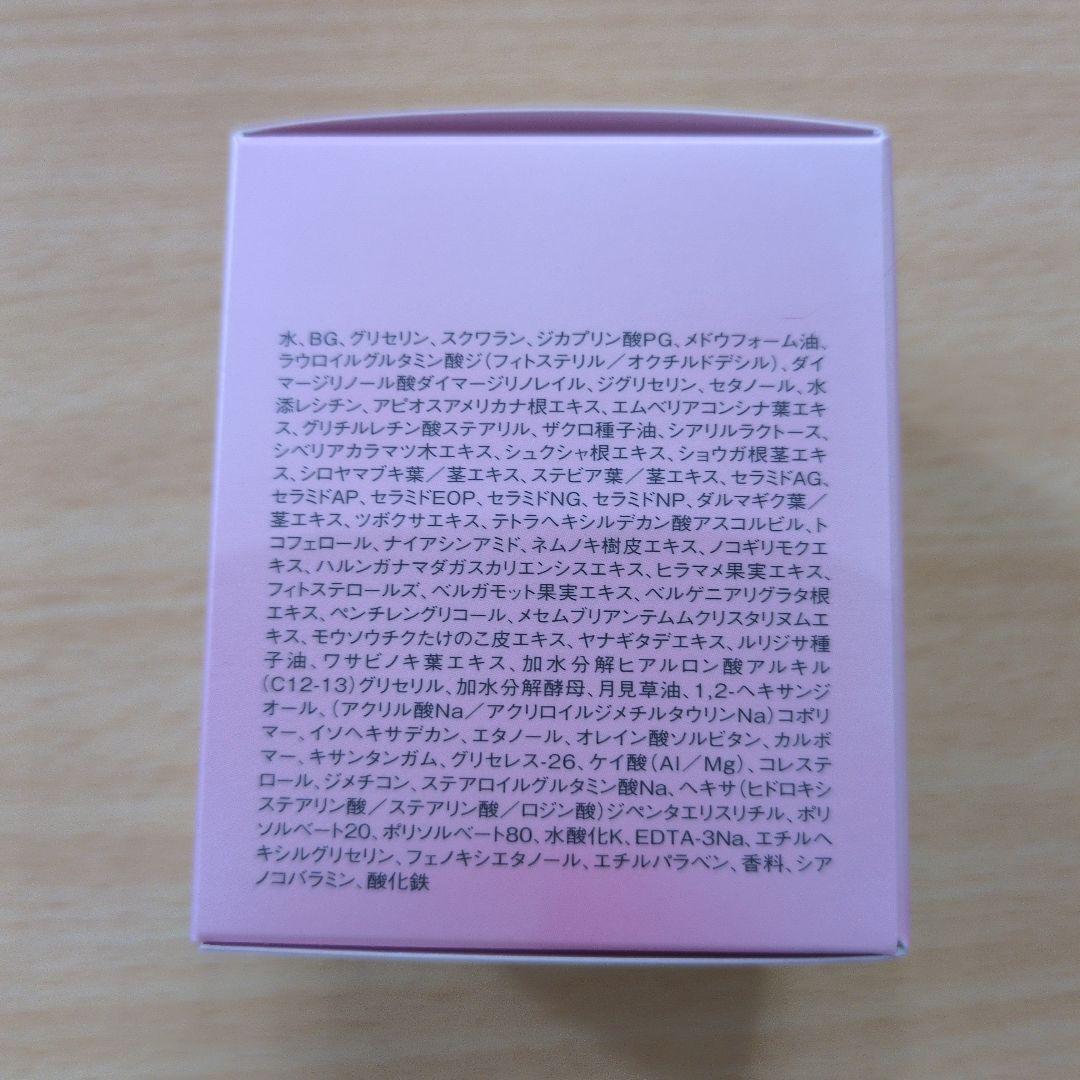 水、BG、グリセリン、スクワラン、ジカプリン酸PG、メドウフォーム油、
ラウロイルグルタミン酸ジ（フィトステリル／オクチルドデシル）、ダイ
マージリノール酸ダイマージリノレイル、ジグリセリン、セタノール、水
添レシチン、アピオスアメリカナ根エキス、エムベリアコンシナ葉エキ
ス、グリチルレチン酸ステアリル、ザクロ種子油、シアリルラクトース、
シベリアカラマツ木エキス、シュクシャ根エキス、ショウガ根茎エキ
ス、シロヤマブキ葉／茎エキス、ステビア葉／茎エキス、セラミドAG、
セラミドAP、セラミドEOP、セラミドNG、セラミドNP、ダルマギク葉／
茎エキス、ツボクサエキス、テトラヘキシルデカン酸アスコルビル、ト
コフェロール、ナイアシンアミド、ネムノキ樹皮エキス、ノコギリモクエ
キス、ハルンガナマダガスカリエンシスエキス、ヒラマメ果実エキス、
フィトステロールズ、ベルガモット果実エキス、ベルゲニアリグラタ根
エキス、ペンチレングリコール、メセムブリアンテムムクリスタリヌムエ
キス、モウソウチクたけのこ皮エキス、ヤナギタデエキス、ルリジサ種
子油、ワサビノキ葉エキス、加水分解ヒアルロン酸アルキル
（C12-13）グリセリル、加水分解酵母、月見草油、1,2-ヘキサンジ
オール、（アクリル酸Na／アクリロイルジメチルタウリンNa）コポリ
マー、イソヘキサデカン、エタノール、オレイン酸ソルビタン、カルボ
マー、キサンタンガム、グリセレス-26、ケイ酸（Al／Mg）、コレステ
ロール、ジメチコン、ステアロイルグルタミン酸Na、ヘキサ（ヒドロキシ
ステアリン酸／ステアリン酸／ロジン酸）ジペンタエリスリチル、ポリ
ソルベート20、ポリソルベート80、水酸化K、EDTA-3Na、エチルヘ
キシルグリセリン、フェノキシエタノール、エチルパラベン、香料、シア
ノコバラミン、酸化鉄